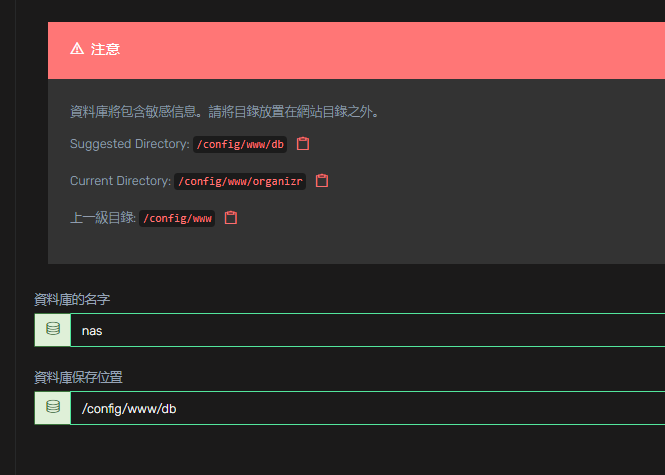 注意
資料庫將包含敏感信息。請將目錄放置在網站目錄之外。
Suggested Directory: /config/www/db
Current Directory: /config/www/organizr
上一級目錄: /config/www
資料庫的名字
nas
資料庫保存位置
/config/www/db